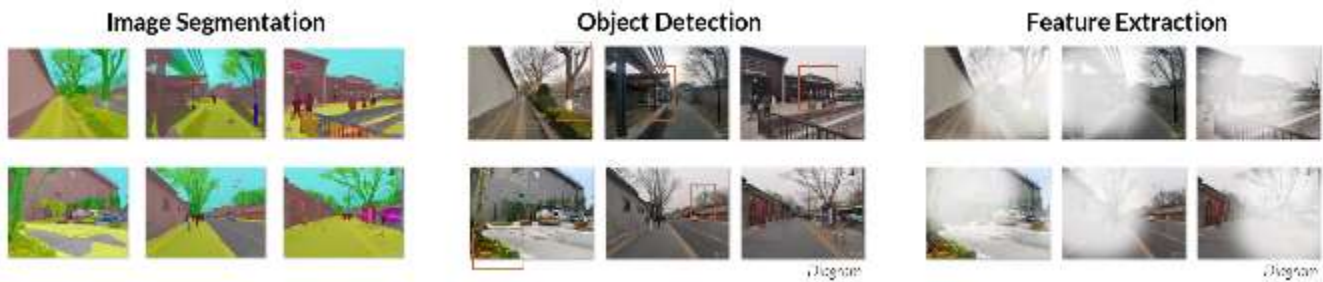 Image Segmentation
Object Detection
Feature Extraction
Diagram
Diagram